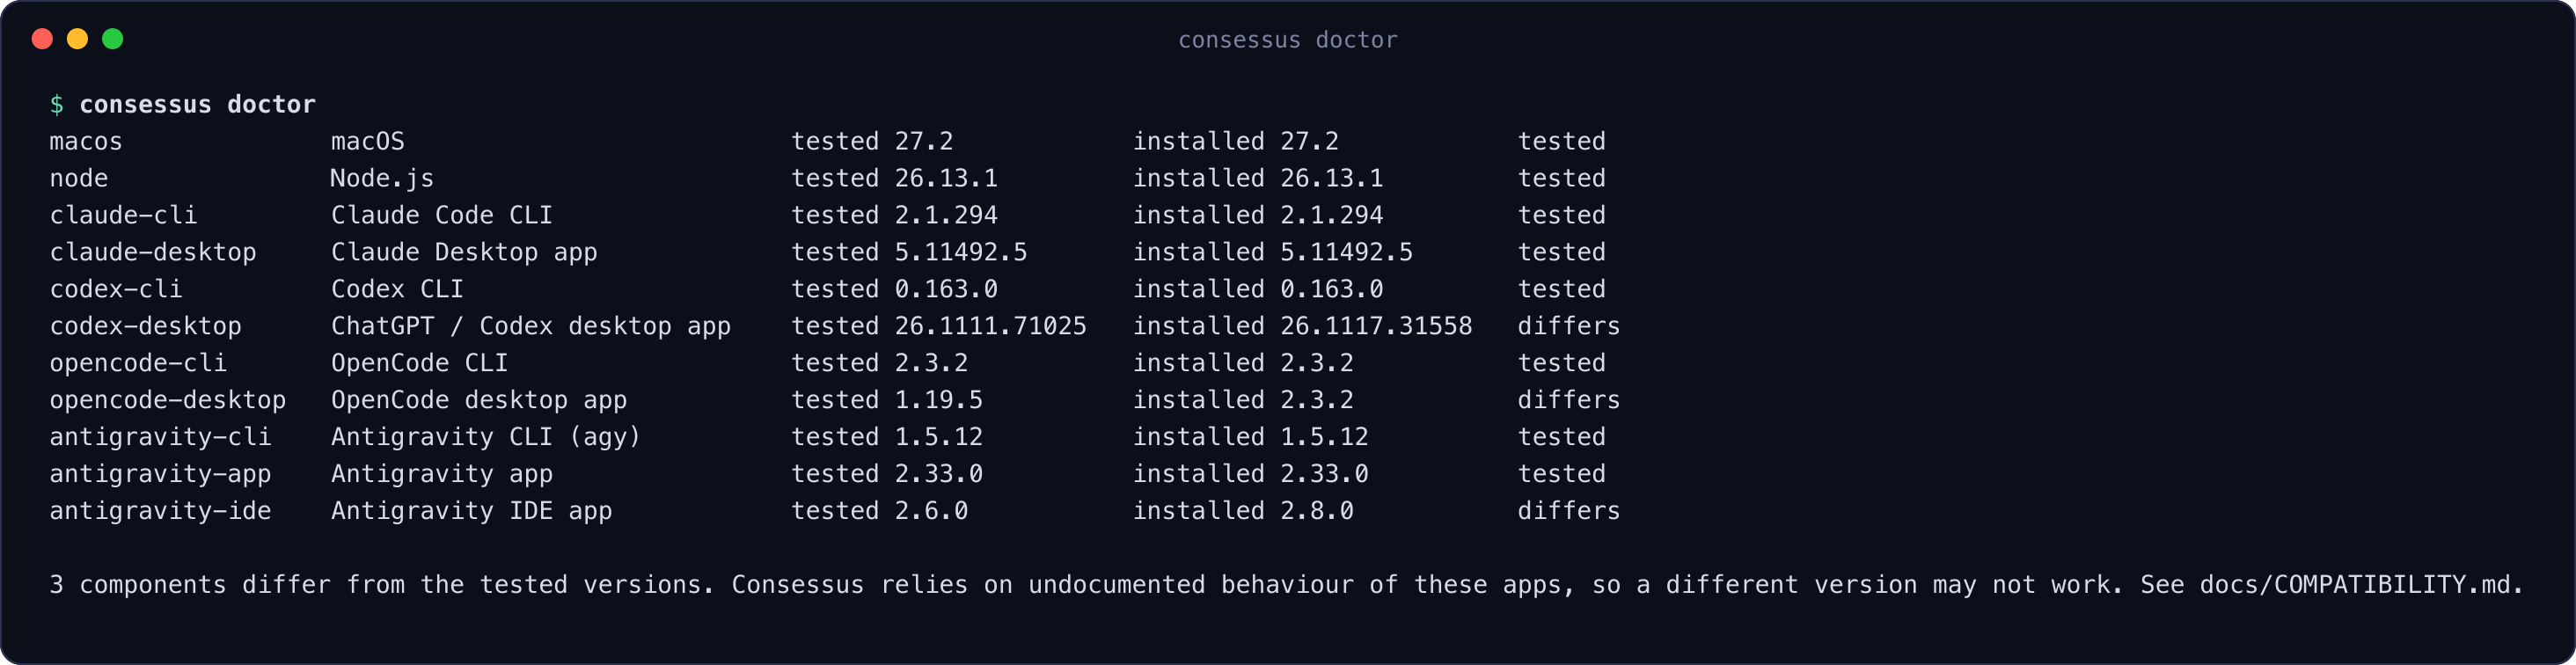 consessus doctor
$ consessus doctor
macos macOS tested 27.2 installed 27.2 tested
node Node.js tested 26.13.1 installed 26.13.1 tested
claude-cli Claude Code CLI tested 2.1.294 installed 2.1.294 tested
claude-desktop Claude Desktop app tested 5.11492.5 installed 5.11492.5 tested
codex-cli Codex CLI tested 0.163.0 installed 0.163.0 tested
codex-desktop ChatGPT / Codex desktop app tested 26.1111.71025 installed 26.1117.31558 differs
opencode-cli OpenCode CLI tested 2.3.2 installed 2.3.2 tested
opencode-desktop OpenCode desktop app tested 1.19.5 installed 2.3.2 differs
antigravity-cli Antigravity CLI (agy) tested 1.5.12 installed 1.5.12 tested
antigravity-app Antigravity app tested 2.33.0 installed 2.33.0 tested
antigravity-ide Antigravity IDE app tested 2.6.0 installed 2.8.0 differs
3 components differ from the tested versions. Consessus relies on undocumented behaviour of these apps, so a different version may not work. See docs/COMPATIBILITY.md.